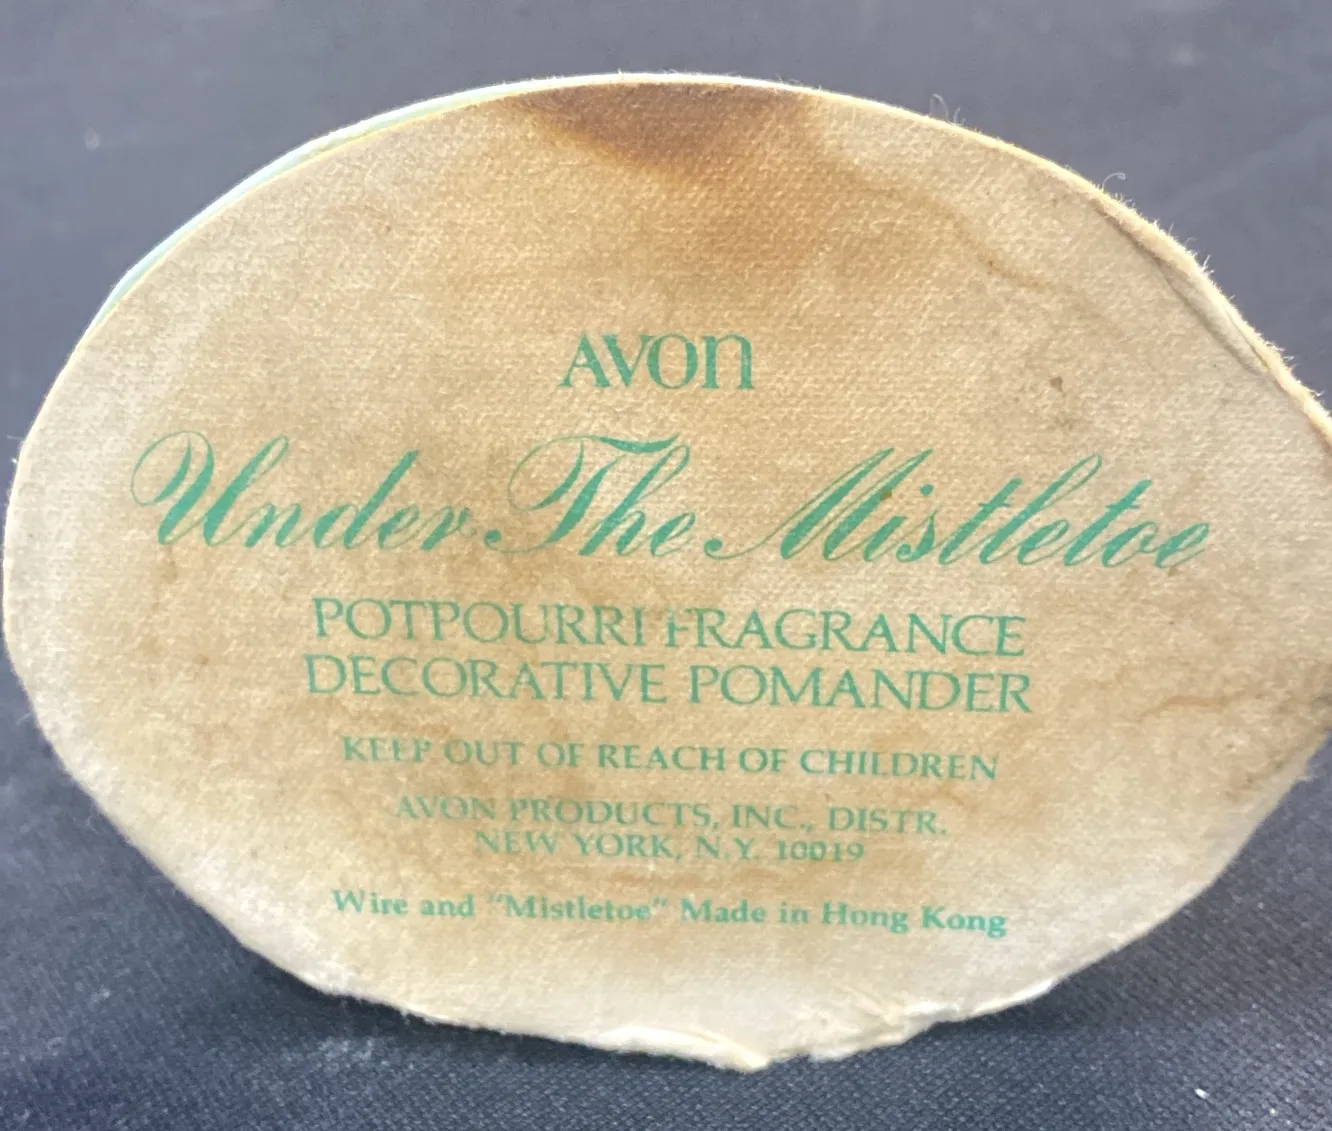 AVON
Under The Mistletoe
POTPOURRI FRAGRANCE
DECORATIVE POMANDER
KEEP OUT OF REACH OF CHILDREN
AVON PRODUCTS, INC., DISTR.
NEW YORK, N.Y. 10019
Wire and "Mistletoe" Made in Hong Kong